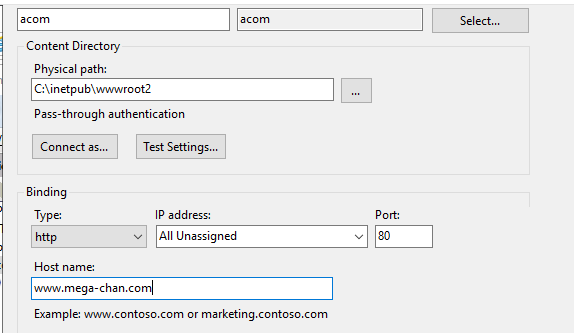 acom acom Select...
Content Directory
Physical path:
C:\inetpub\wwwroot2 ...
Pass-through authentication
Connect as... Test Settings...
Binding
Type: IP address: Port:
http All Unassigned 80
Host name:
www.mega-chan.com
Example: www.contoso.com or marketing.contoso.com